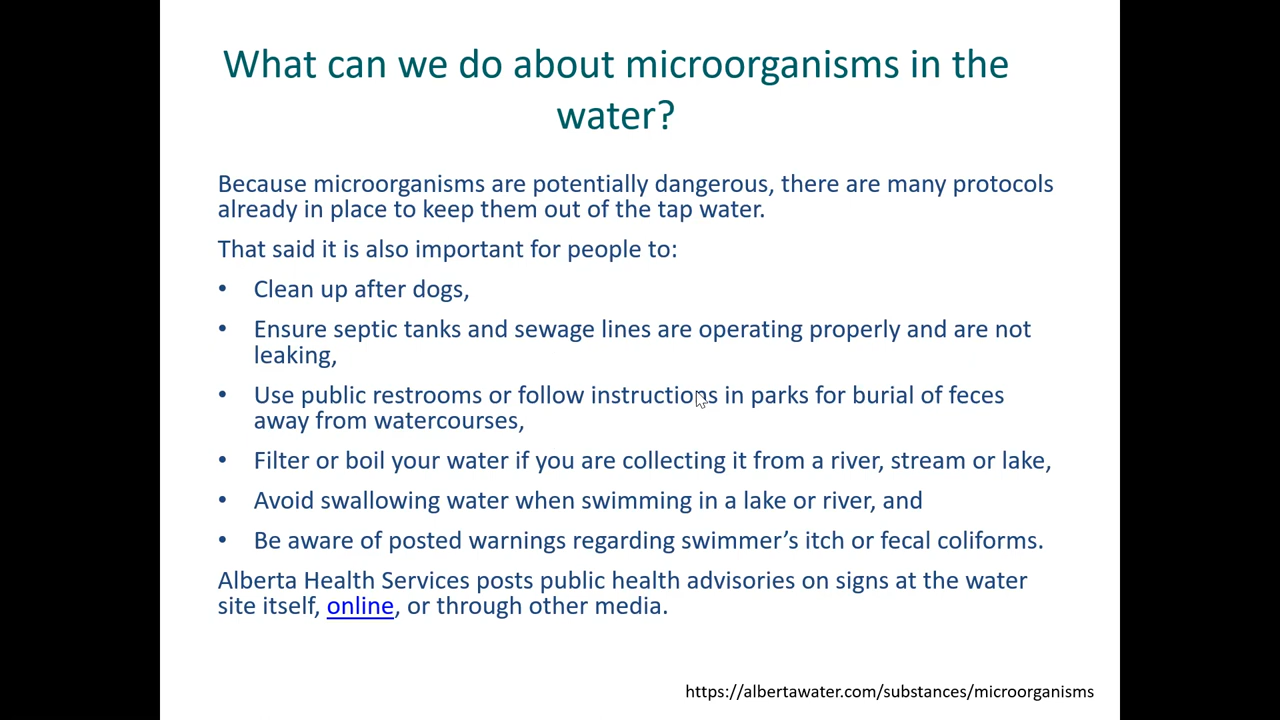 What can we do about microorganisms in the
water?
Because microorganisms are potentially dangerous, there are many protocols
already in place to keep them out of the tap water.
That said it is also important for people to:
• Clean up after dogs,
• Ensure septic tanks and sewage lines are operating properly and are not
leaking,
• Use public restrooms or follow instructions in parks for burial of feces
away from watercourses,
• Filter or boil your water if you are collecting it from a river, stream or lake,
• Avoid swallowing water when swimming in a lake or river, and
• Be aware of posted warnings regarding swimmer’s itch or fecal coliforms.
Alberta Health Services posts public health advisories on signs at the water
site itself, online, or through other media.
https://albertawater.com/substances/microorganisms